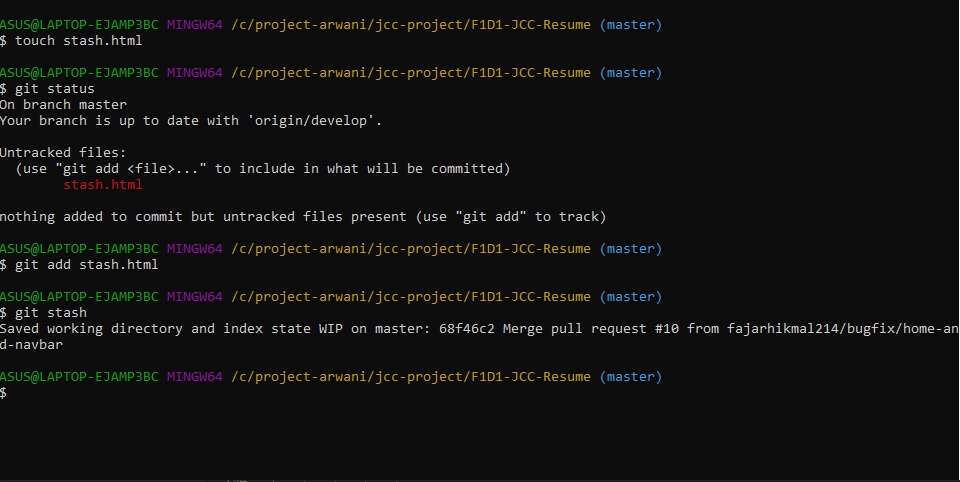 ASUS@LAPTOP-EJAMP3BC MINGW64 /c/project-arwani/jcc-project/F1D1-JCC-Resume (master)
$ touch stash.html
ASUS@LAPTOP-EJAMP3BC MINGW64 /c/project-arwani/jcc-project/F1D1-JCC-Resume (master)
$ git status
On branch master
Your branch is up to date with 'origin/develop'.
Untracked files:
  (use "git add <file>..." to include in what will be committed)
        stash.html
nothing added to commit but untracked files present (use "git add" to track)
ASUS@LAPTOP-EJAMP3BC MINGW64 /c/project-arwani/jcc-project/F1D1-JCC-Resume (master)
$ git add stash.html
ASUS@LAPTOP-EJAMP3BC MINGW64 /c/project-arwani/jcc-project/F1D1-JCC-Resume (master)
$ git stash
Saved working directory and index state WIP on master: 68f46c2 Merge pull request #10 from fajarhikmal214/bugfix/home-an
d-navbar
ASUS@LAPTOP-EJAMP3BC MINGW64 /c/project-arwani/jcc-project/F1D1-JCC-Resume (master)
$